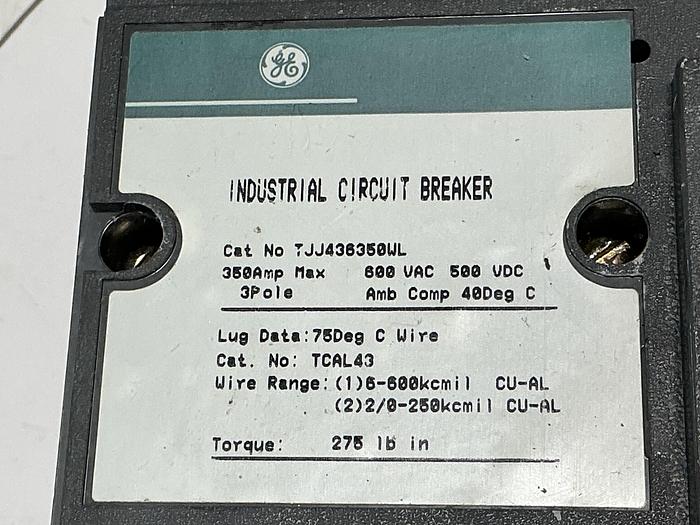 GE
INDUSTRIAL CIRCUIT BREAKER
Cat No TJJ436350WL
350Amp Max 600 VAC 500 VDC
3Pole Amb Comp 40Deg C
Lug Data:75Deg C Wire
Cat. No: TCAL43
Wire Range:(1)6-600kcmil CU-AL
(2)2/0-250kcmil CU-AL
Torque: 275 lb in